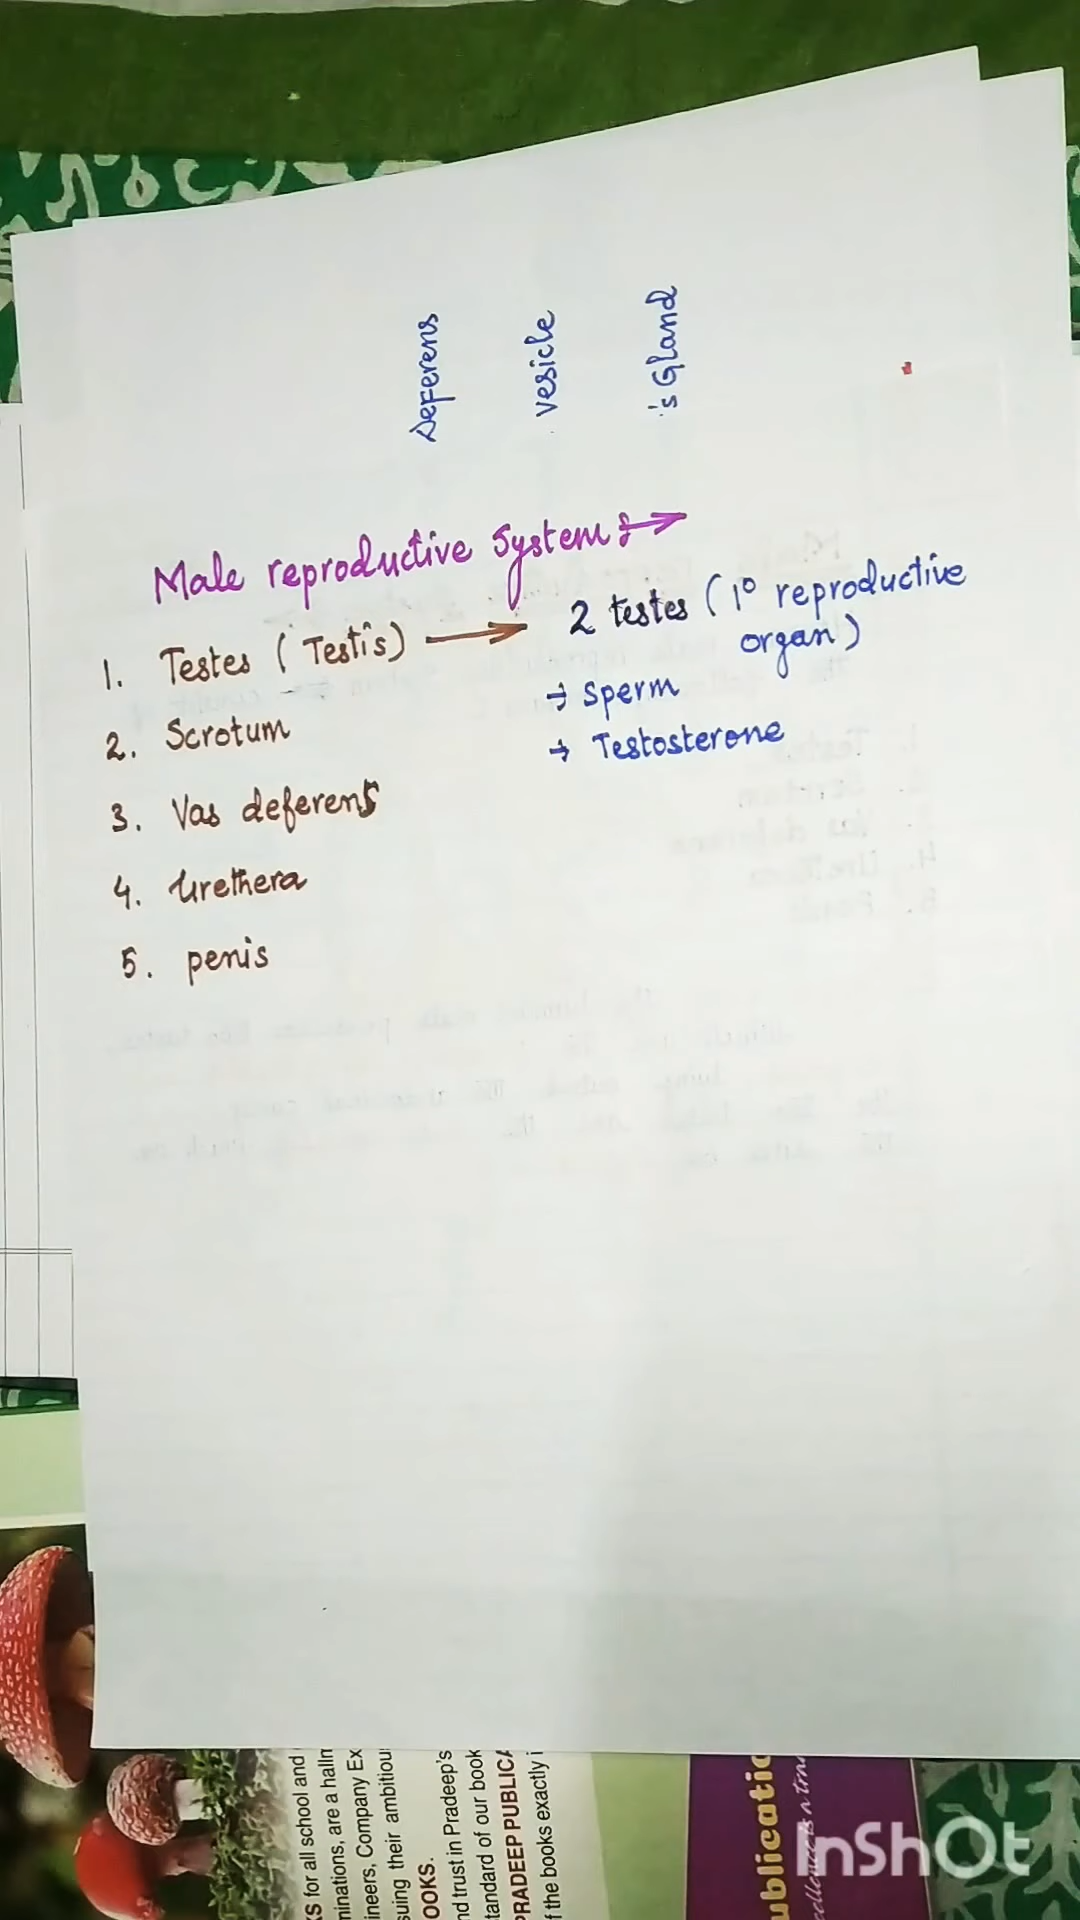 Deferens
vesicle
's Gland
Male reproductive system :→
1. Testes (Testis) → 2 testes (1° reproductive
organ)
→ Sperm
→ Testosterone
2. Scrotum
3. Vas deferens
4. Urethera
5. penis
KS for all school and
minations, are a halln
ineers, Company Ex
suing their ambitiou
OOKS.
nd trust in Pradeep's
tandard of our book
PRADEEP PUBLICA
f the books exactly i
ublicatio
InShOt